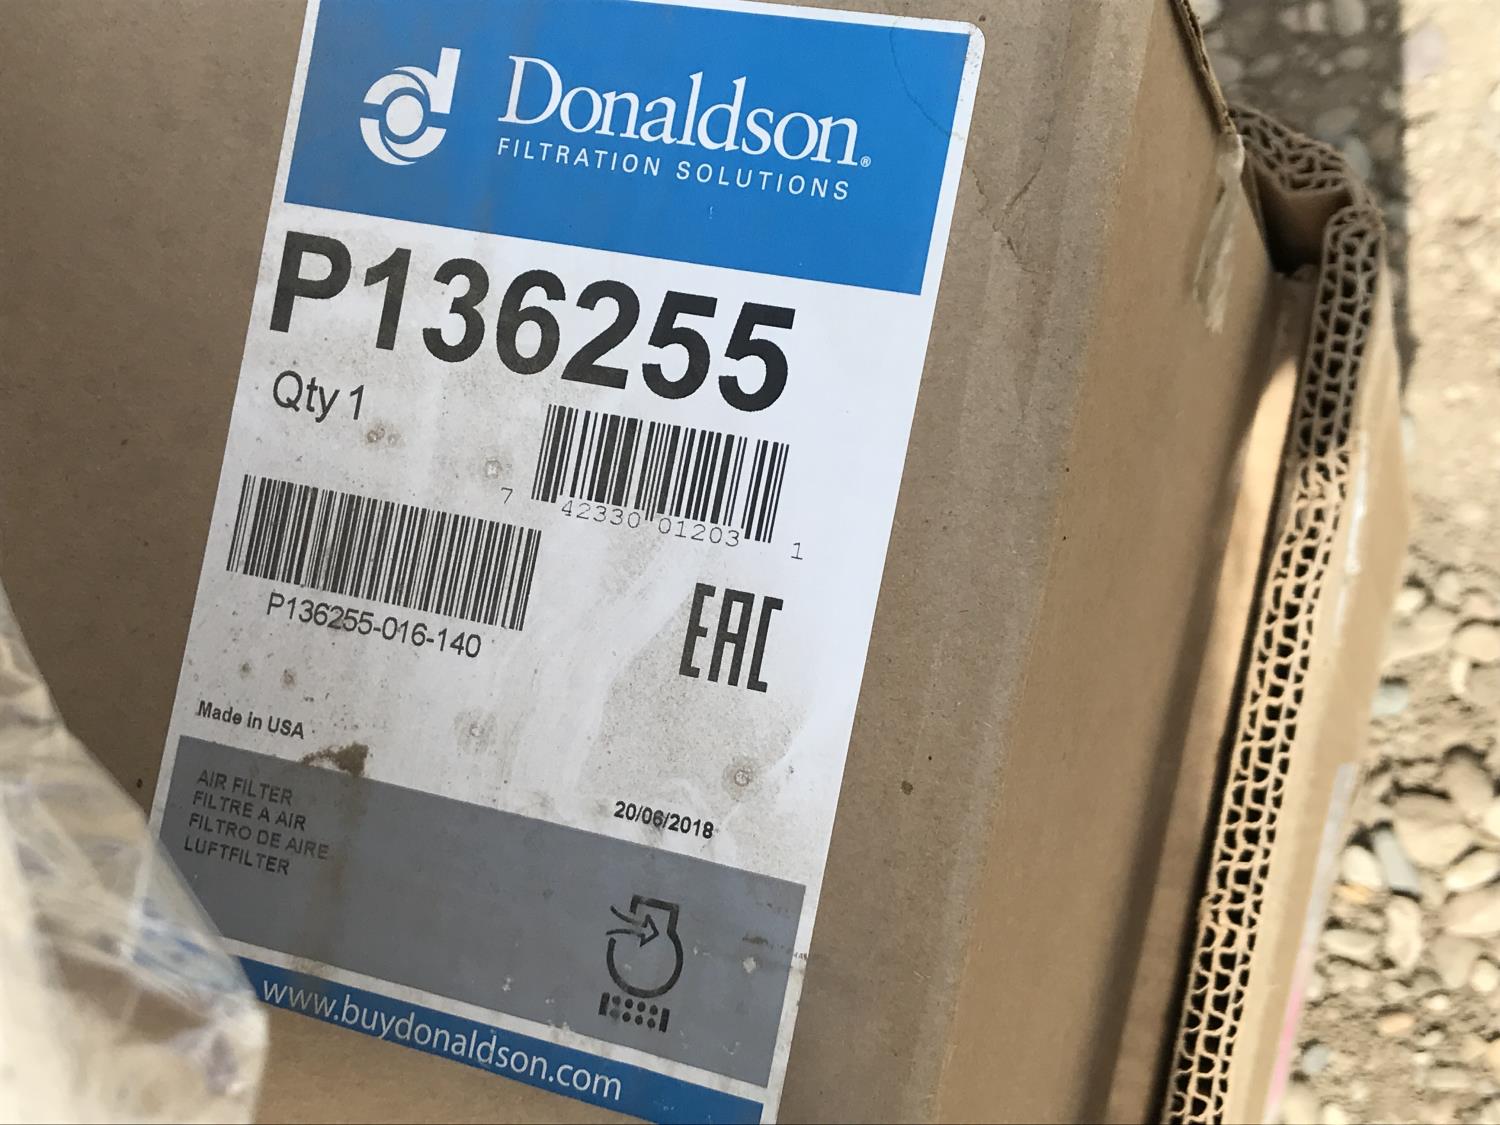 Donaldson®
FILTRATION SOLUTIONS
P136255
Qty 1
7 42330 01203 1
P136255-016-140
EAC
Made in USA
20/06/2018
AIR FILTER
FILTRE A AIR
FILTRO DE AIRE
LUFTFILTER
www.buydonaldson.com